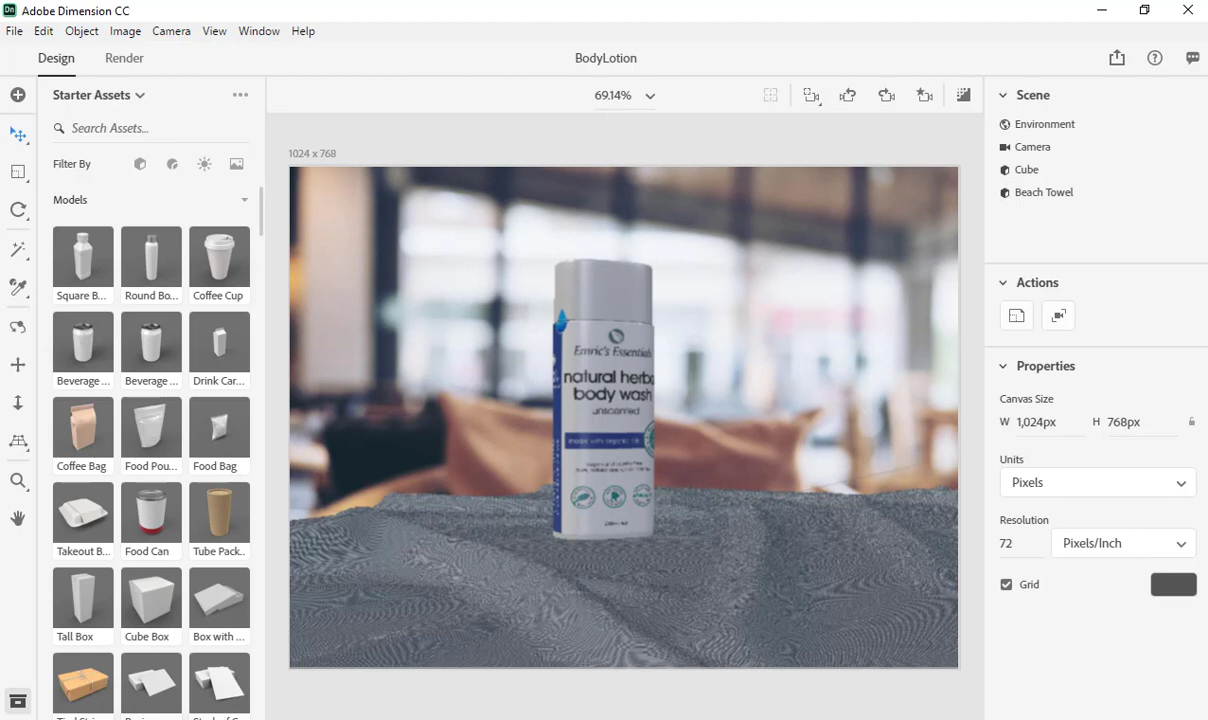 Adobe Dimension CC
File Edit Object Image Camera View Window Help
Design Render BodyLotion
Starter Assets 69.14% Scene
Search Assets...
Environment
Camera
Cube
Beach Towel
Filter By
1024 x 768
Models
Square B... Round Bo... Coffee Cup
Beverage ... Beverage ... Drink Car...
Coffee Bag Food Pou... Food Bag
Takeout B... Food Can Tube Pack...
Tall Box Cube Box Box with ...
Emric's Essentials
natural herba
body wash
unscented
made with organic
Actions
Properties
Canvas Size
W 1,024px H 768px
Units
Pixels
Resolution
72 Pixels/Inch
Grid